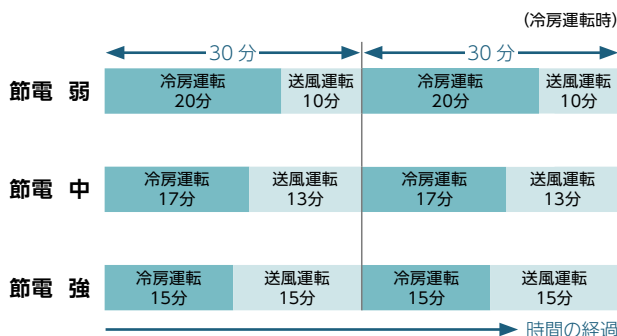 (冷房運転時)
30分 30分
節電 弱
冷房運転 送風運転 冷房運転 送風運転
20分 10分 20分 10分
節電 中
冷房運転 送風運転 冷房運転 送風運転
17分 13分 17分 13分
節電 強
冷房運転 送風運転 冷房運転 送風運転
15分 15分 15分 15分
時間の経過